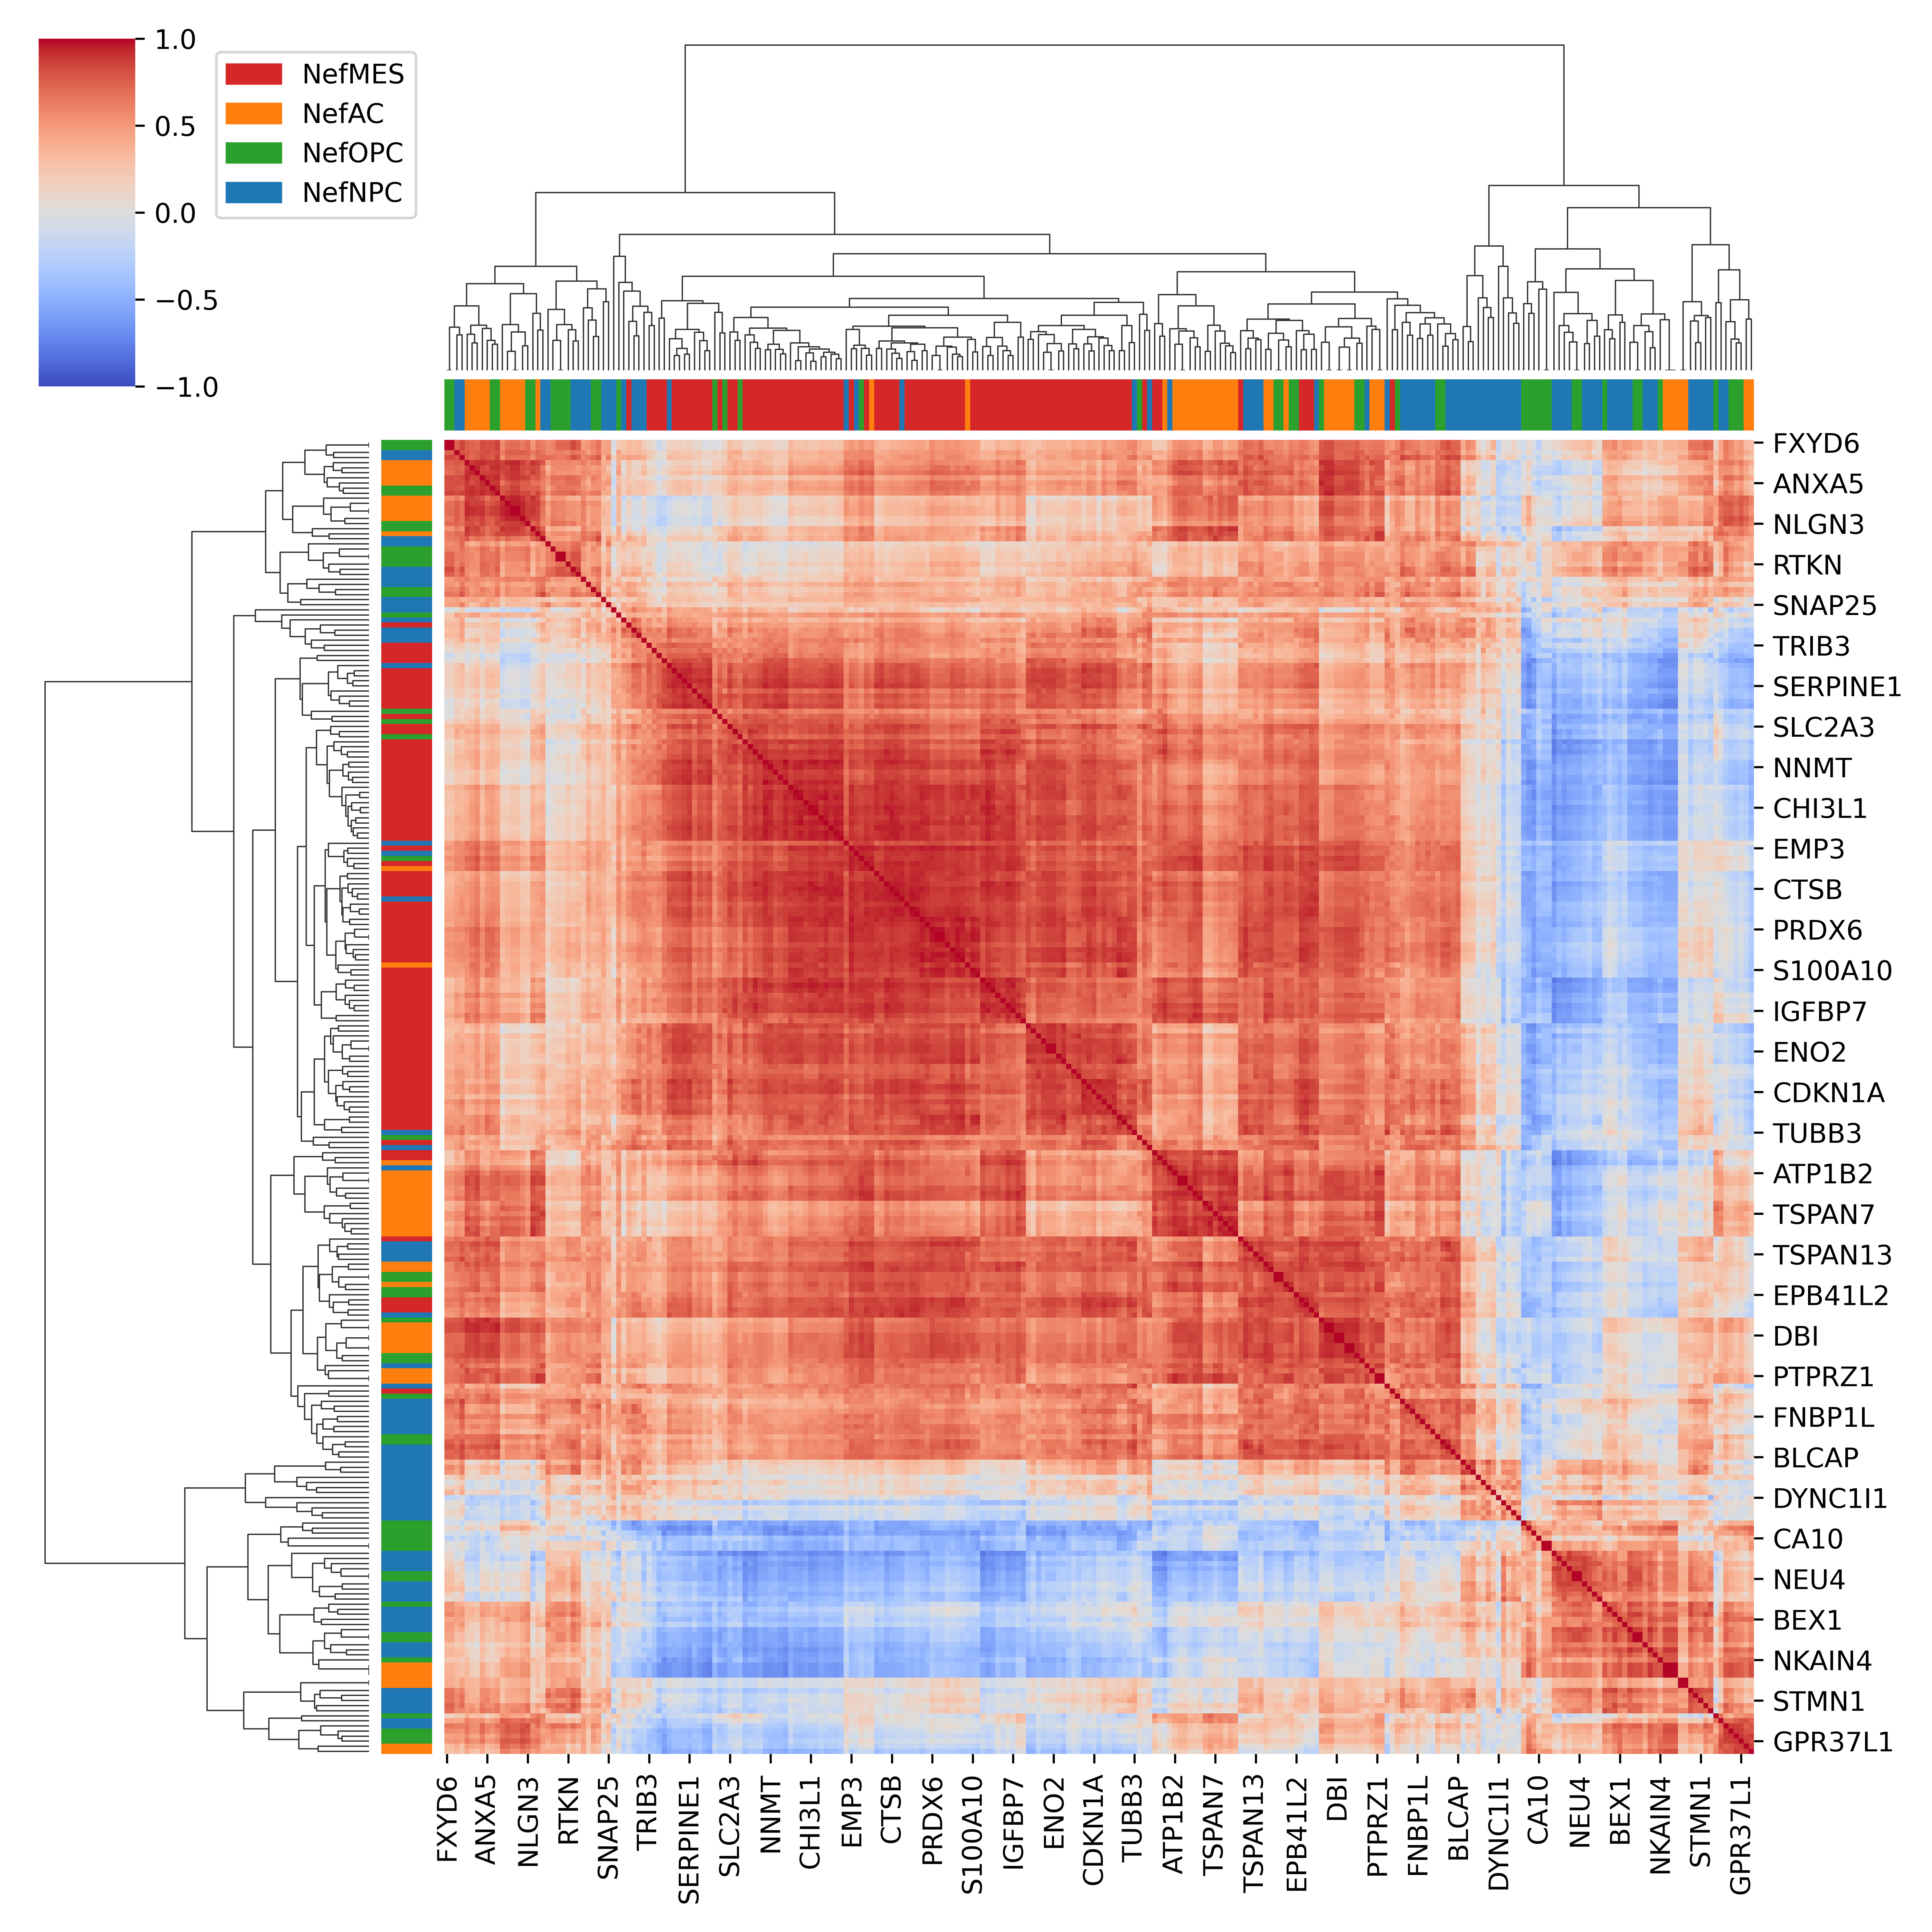 1.0
0.5
0.0
−0.5
−1.0
NefMES
NefAC
NefOPC
NefNPC
FXYD6
ANXA5
NLGN3
RTKN
SNAP25
TRIB3
SERPINE1
SLC2A3
NNMT
CHI3L1
EMP3
CTSB
PRDX6
S100A10
IGFBP7
ENO2
CDKN1A
TUBB3
ATP1B2
TSPAN7
TSPAN13
EPB41L2
DBI
PTPRZ1
FNBP1L
BLCAP
DYNC1I1
CA10
NEU4
BEX1
NKAIN4
STMN1
GPR37L1
FXYD6
ANXA5
NLGN3
RTKN
SNAP25
TRIB3
SERPINE1
SLC2A3
NNMT
CHI3L1
EMP3
CTSB
PRDX6
S100A10
IGFBP7
ENO2
CDKN1A
TUBB3
ATP1B2
TSPAN7
TSPAN13
EPB41L2
DBI
PTPRZ1
FNBP1L
BLCAP
DYNC1I1
CA10
NEU4
BEX1
NKAIN4
STMN1
GPR37L1